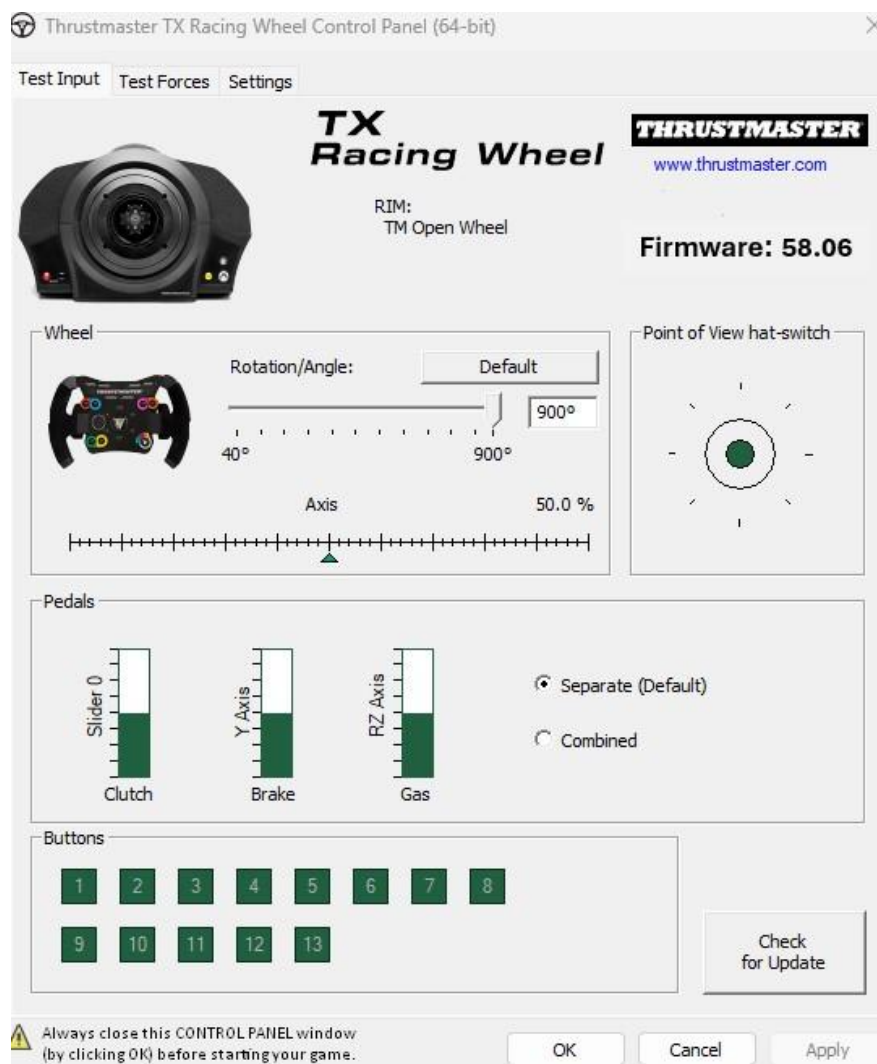 Thrustmaster TX Racing Wheel Control Panel (64-bit)
Test Input Test Forces Settings
TX
Racing Wheel
THRUSTMASTER
www.thrustmaster.com
RIM:
TM Open Wheel
Firmware: 58.06
Wheel
Rotation/Angle:
Default
900°
40°
900°
Axis
50.0 %
Point of View hat-switch
Pedals
Slider 0
Clutch
Y Axis
Brake
RZ Axis
Gas
Separate (Default)
Combined
Buttons
1 2 3 4 5 6 7 8
9 10 11 12 13
Check
for Update
Always close this CONTROL PANEL window
(by clicking OK) before starting your game.
OK
Cancel
Apply